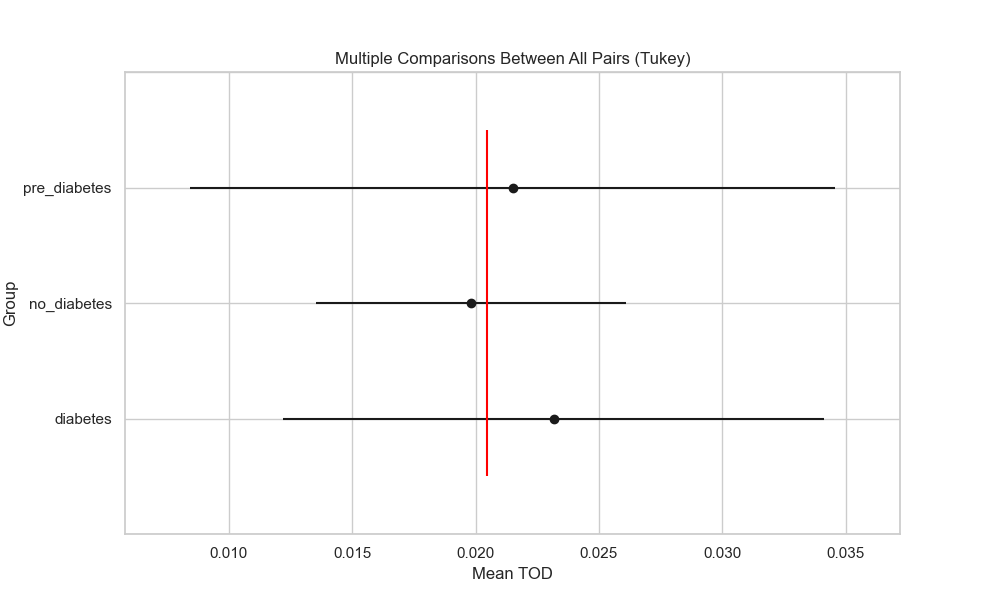 Multiple Comparisons Between All Pairs (Tukey)
pre_diabetes
no_diabetes
diabetes
Group
0.010 0.015 0.020 0.025 0.030 0.035
Mean TOD